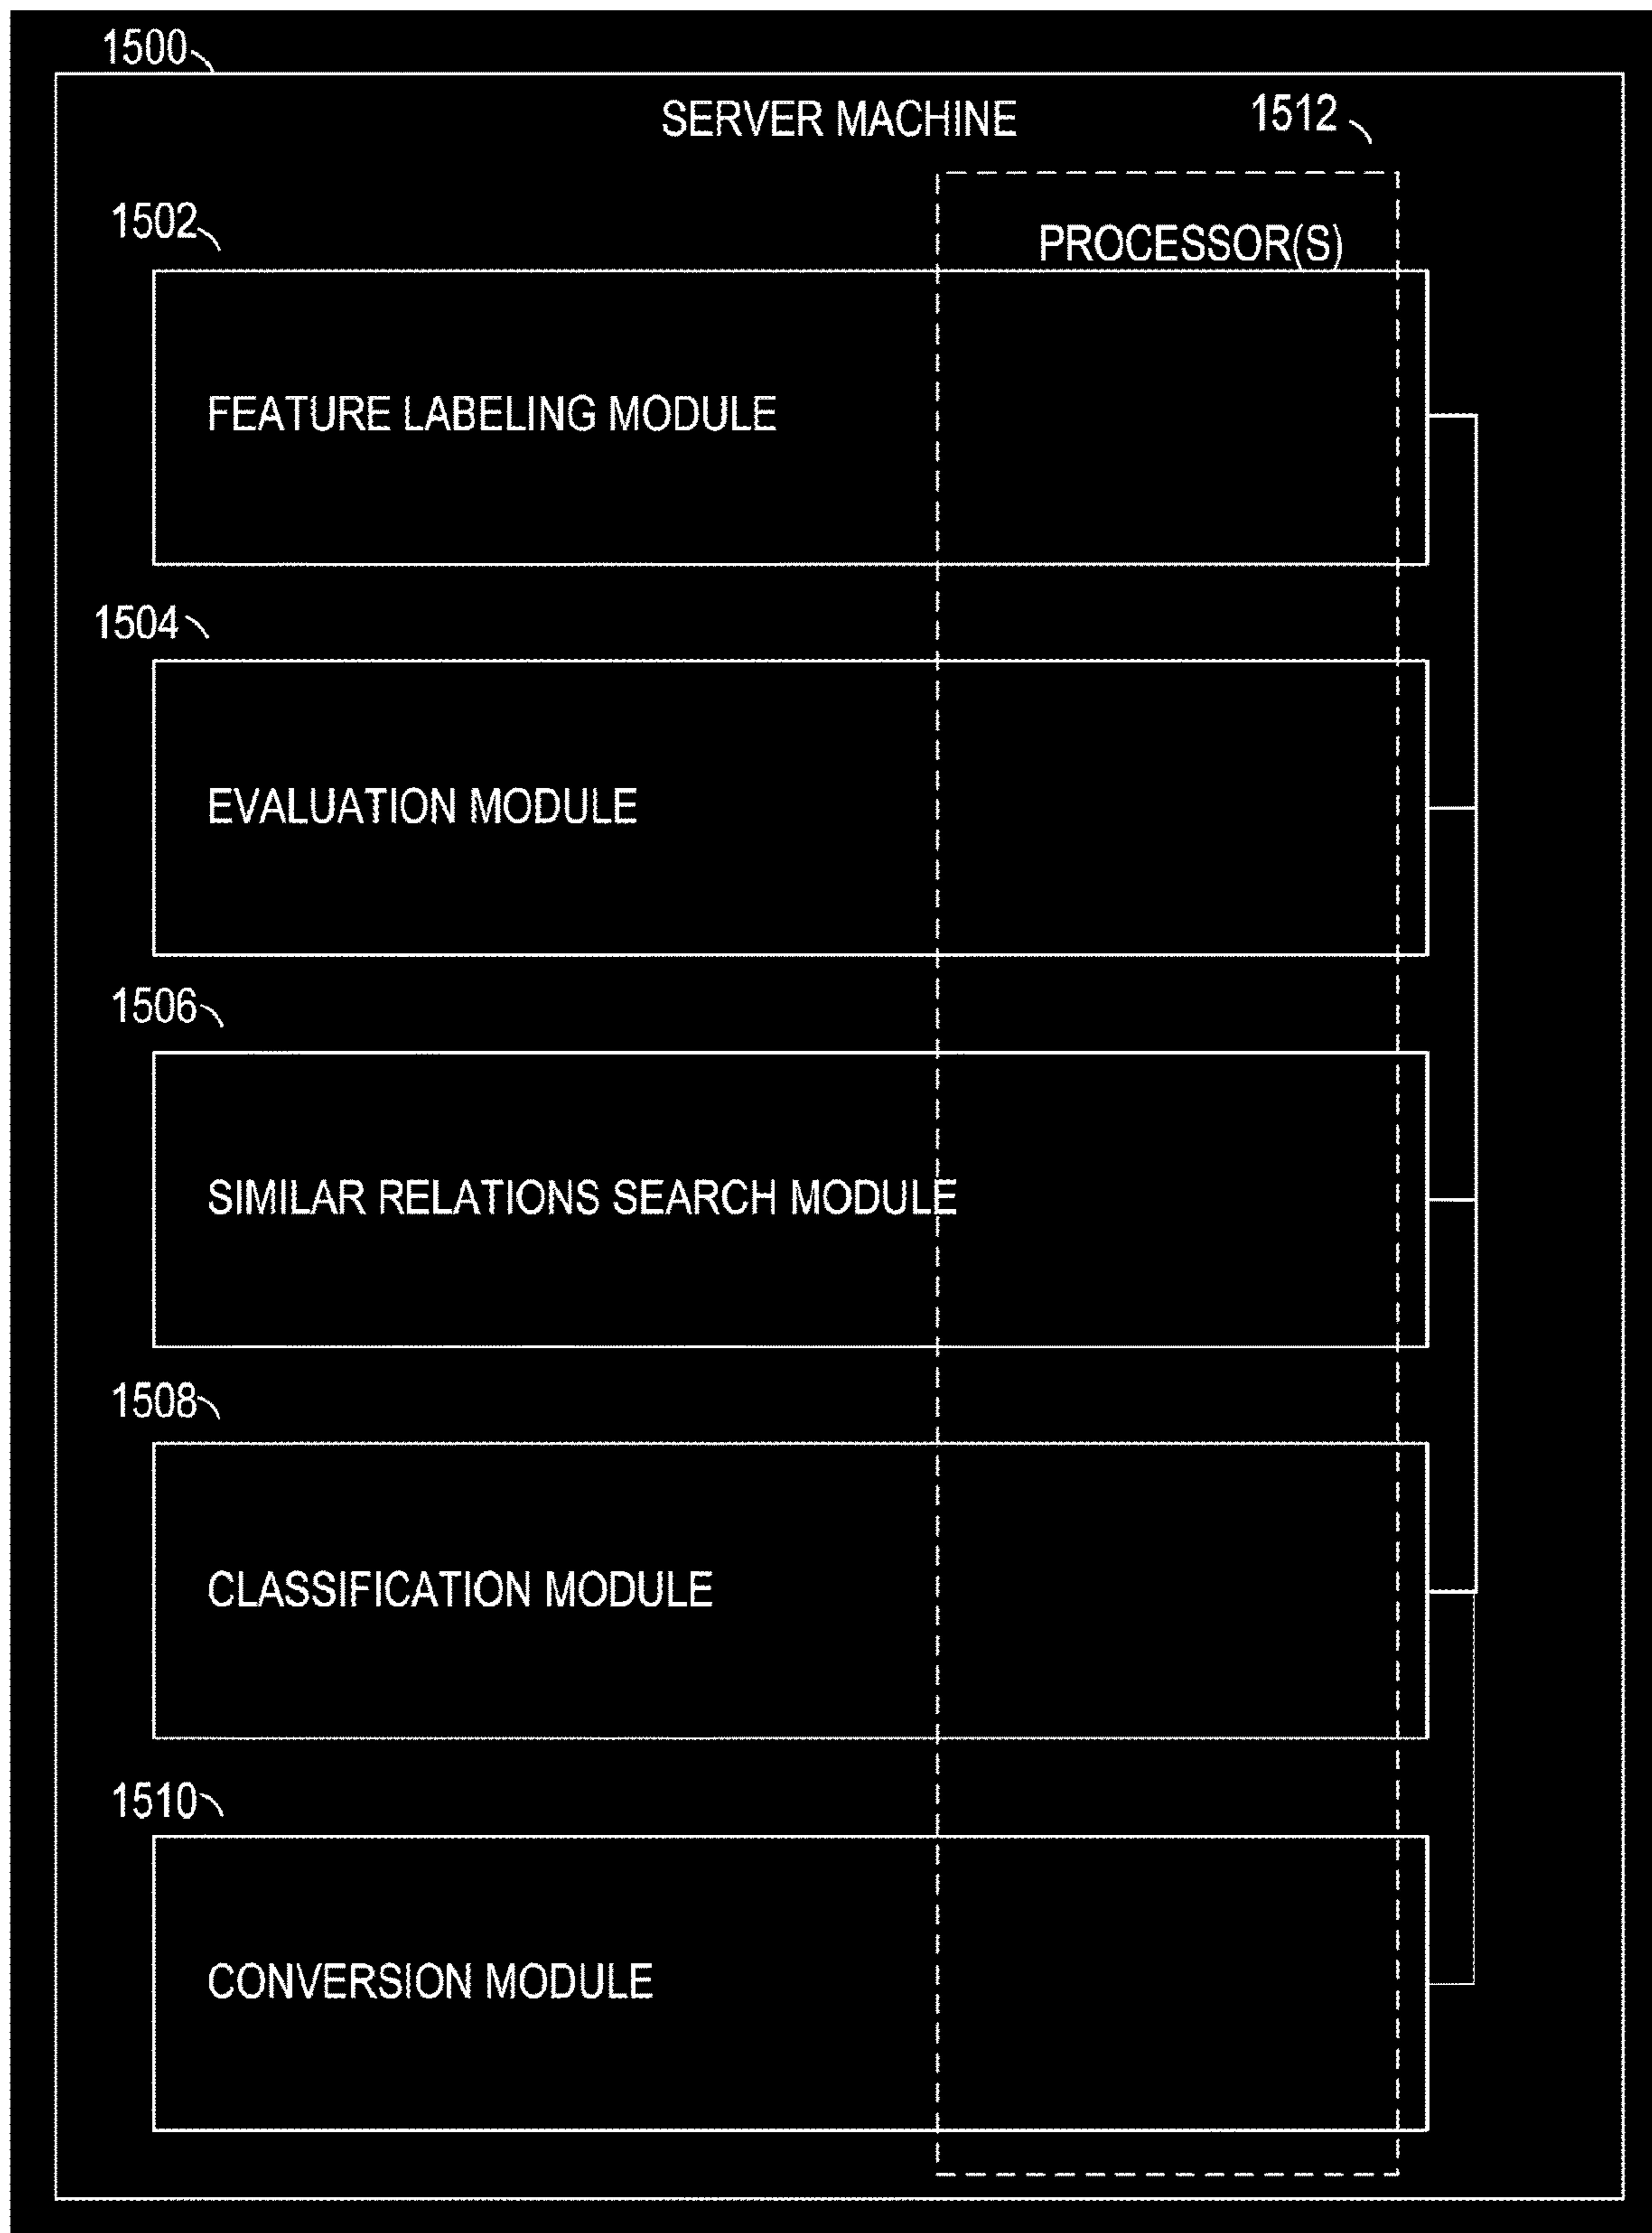 1500
SERVER MACHINE
1512
1502
PROCESSOR(S)
FEATURE LABELING MODULE
1504
EVALUATION MODULE
1506
SIMILAR RELATIONS SEARCH MODULE
1508
CLASSIFICATION MODULE
1510
CONVERSION MODULE